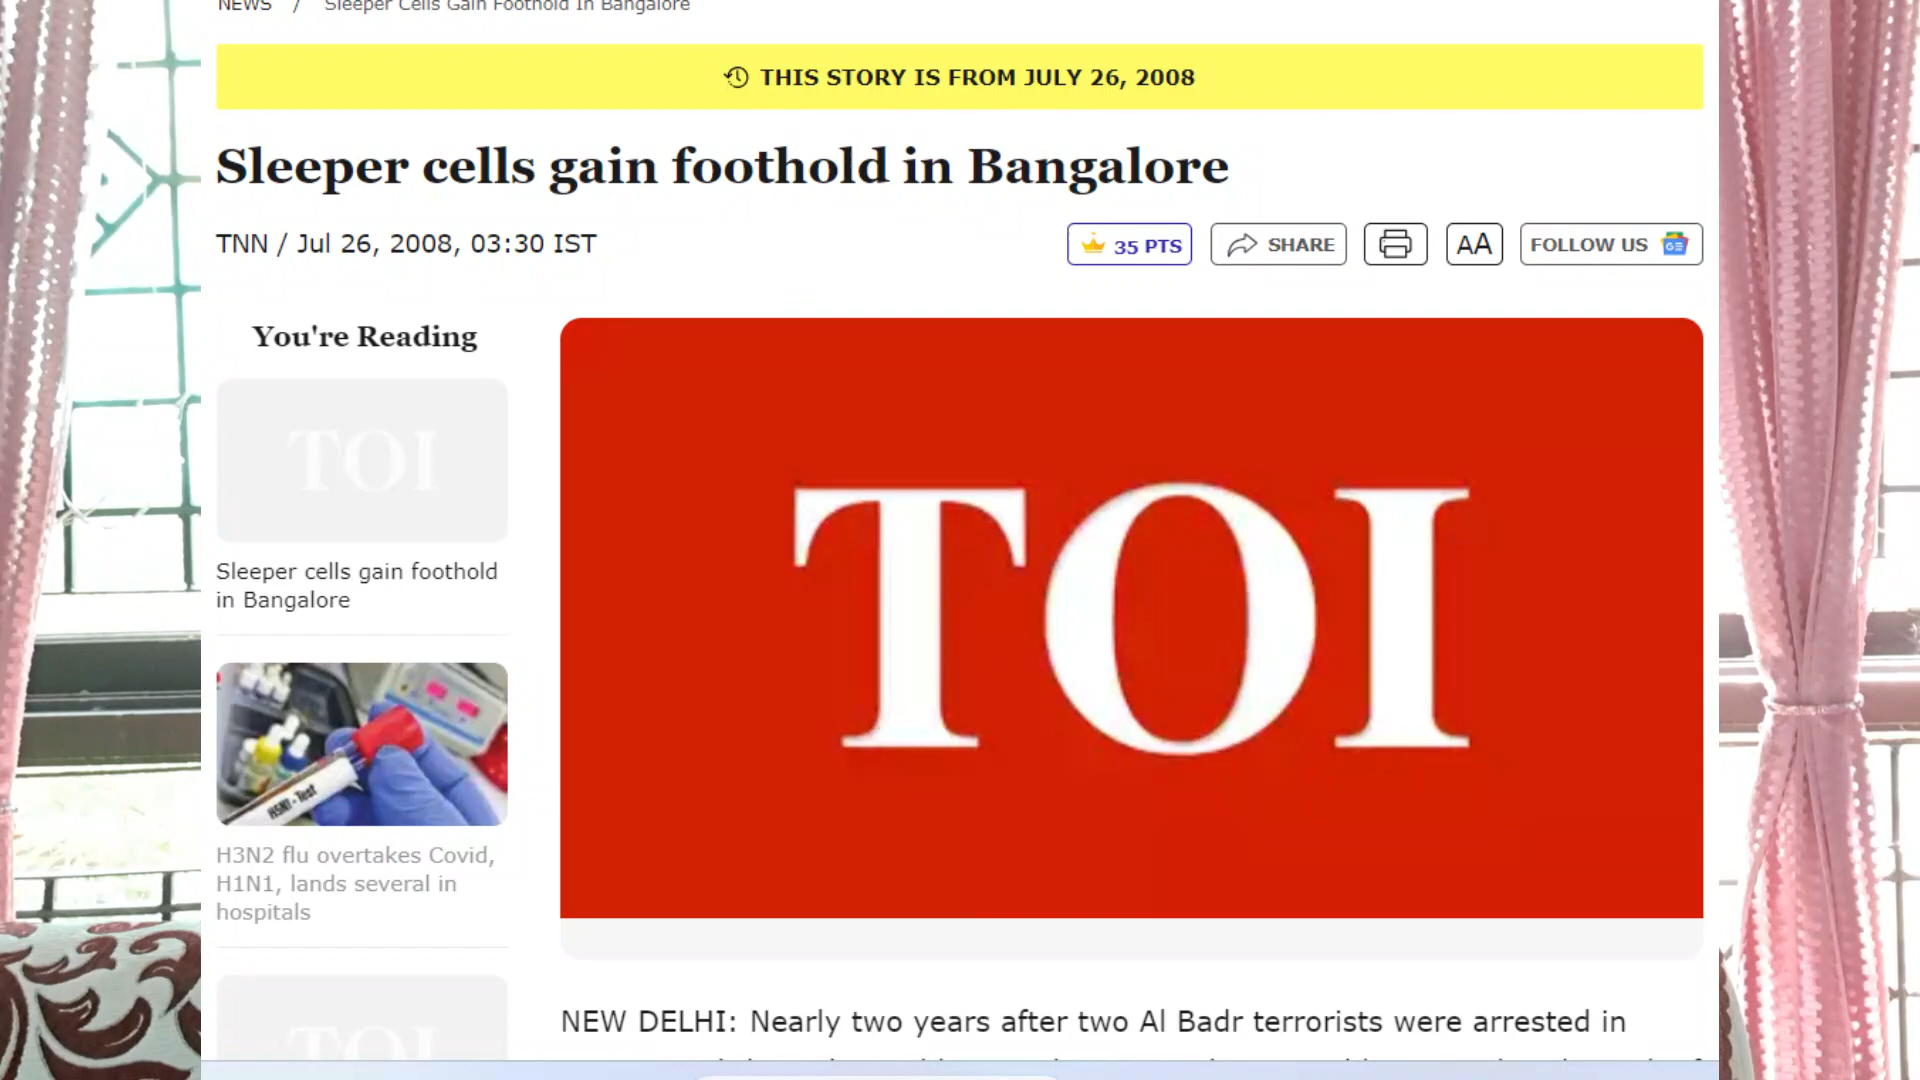 NEWS / Sleeper Cells Gain Foothold In Bangalore
THIS STORY IS FROM JULY 26, 2008
Sleeper cells gain foothold in Bangalore
TNN / Jul 26, 2008, 03:30 IST
35 PTS
SHARE
AA
FOLLOW US
GE
You're Reading
TOI
Sleeper cells gain foothold
in Bangalore
H3N2 flu overtakes Covid,
H1N1, lands several in
hospitals
TOI
TOI
NEW DELHI: Nearly two years after two Al Badr terrorists were arrested in